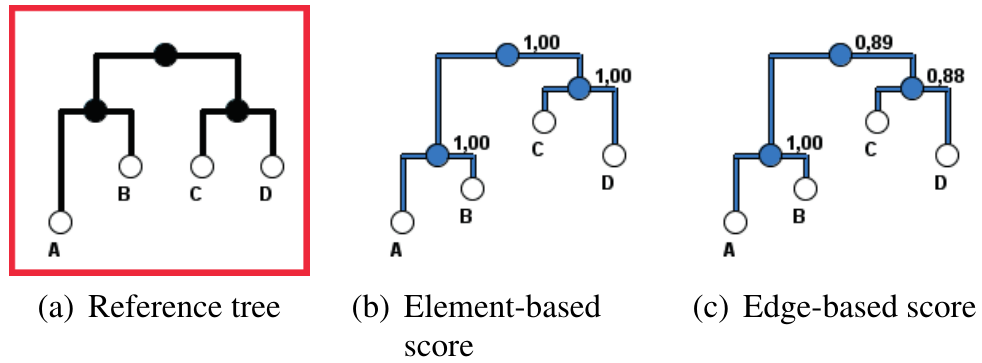 1,00
0,89
1,00
0,88
1,00
1,00
B
C
D
C
C
D
D
B
B
A
A
A
(a) Reference tree
(b) Element-based
score
(c) Edge-based score